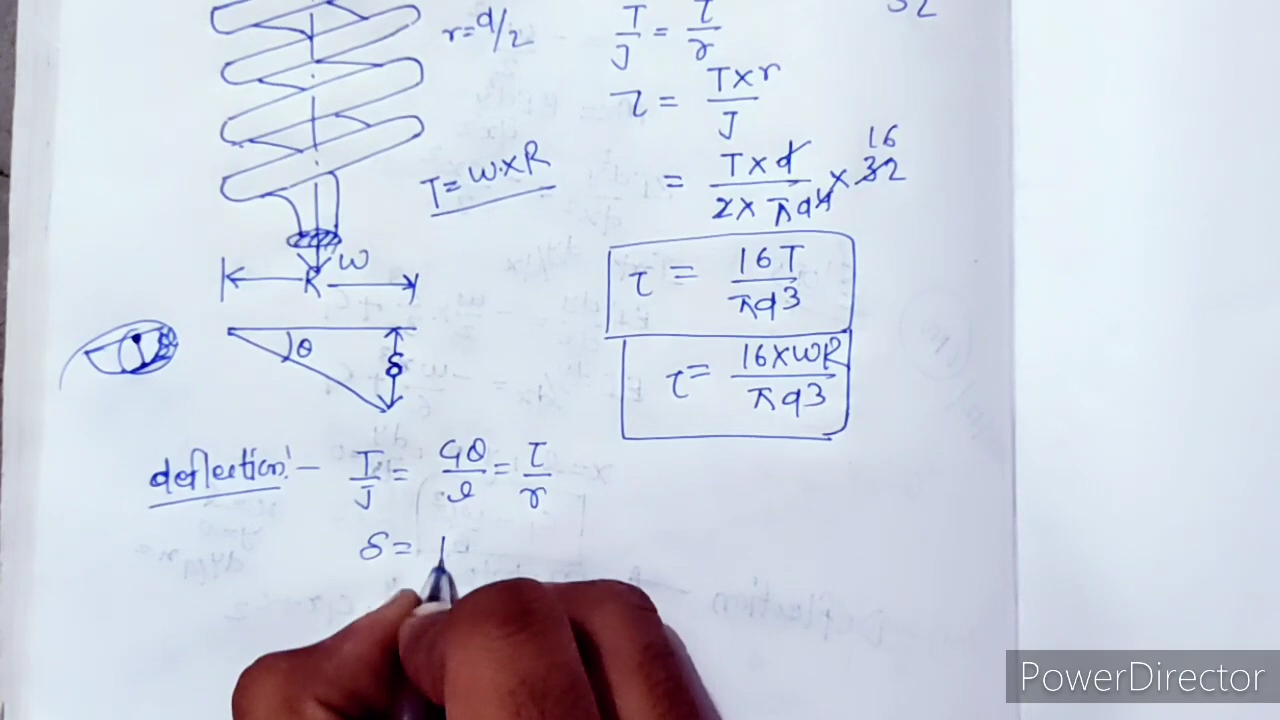 r=d/2
T/J = τ/r
τ = T×r/J
T=W×R
= T×d/2×πd4 × 32
16
W
R
τ = 16T/πd3
θ
δ
τ= 16×WR/πd3
deflection:- T/J = Gθ/l = τ/r
δ=
PowerDirector